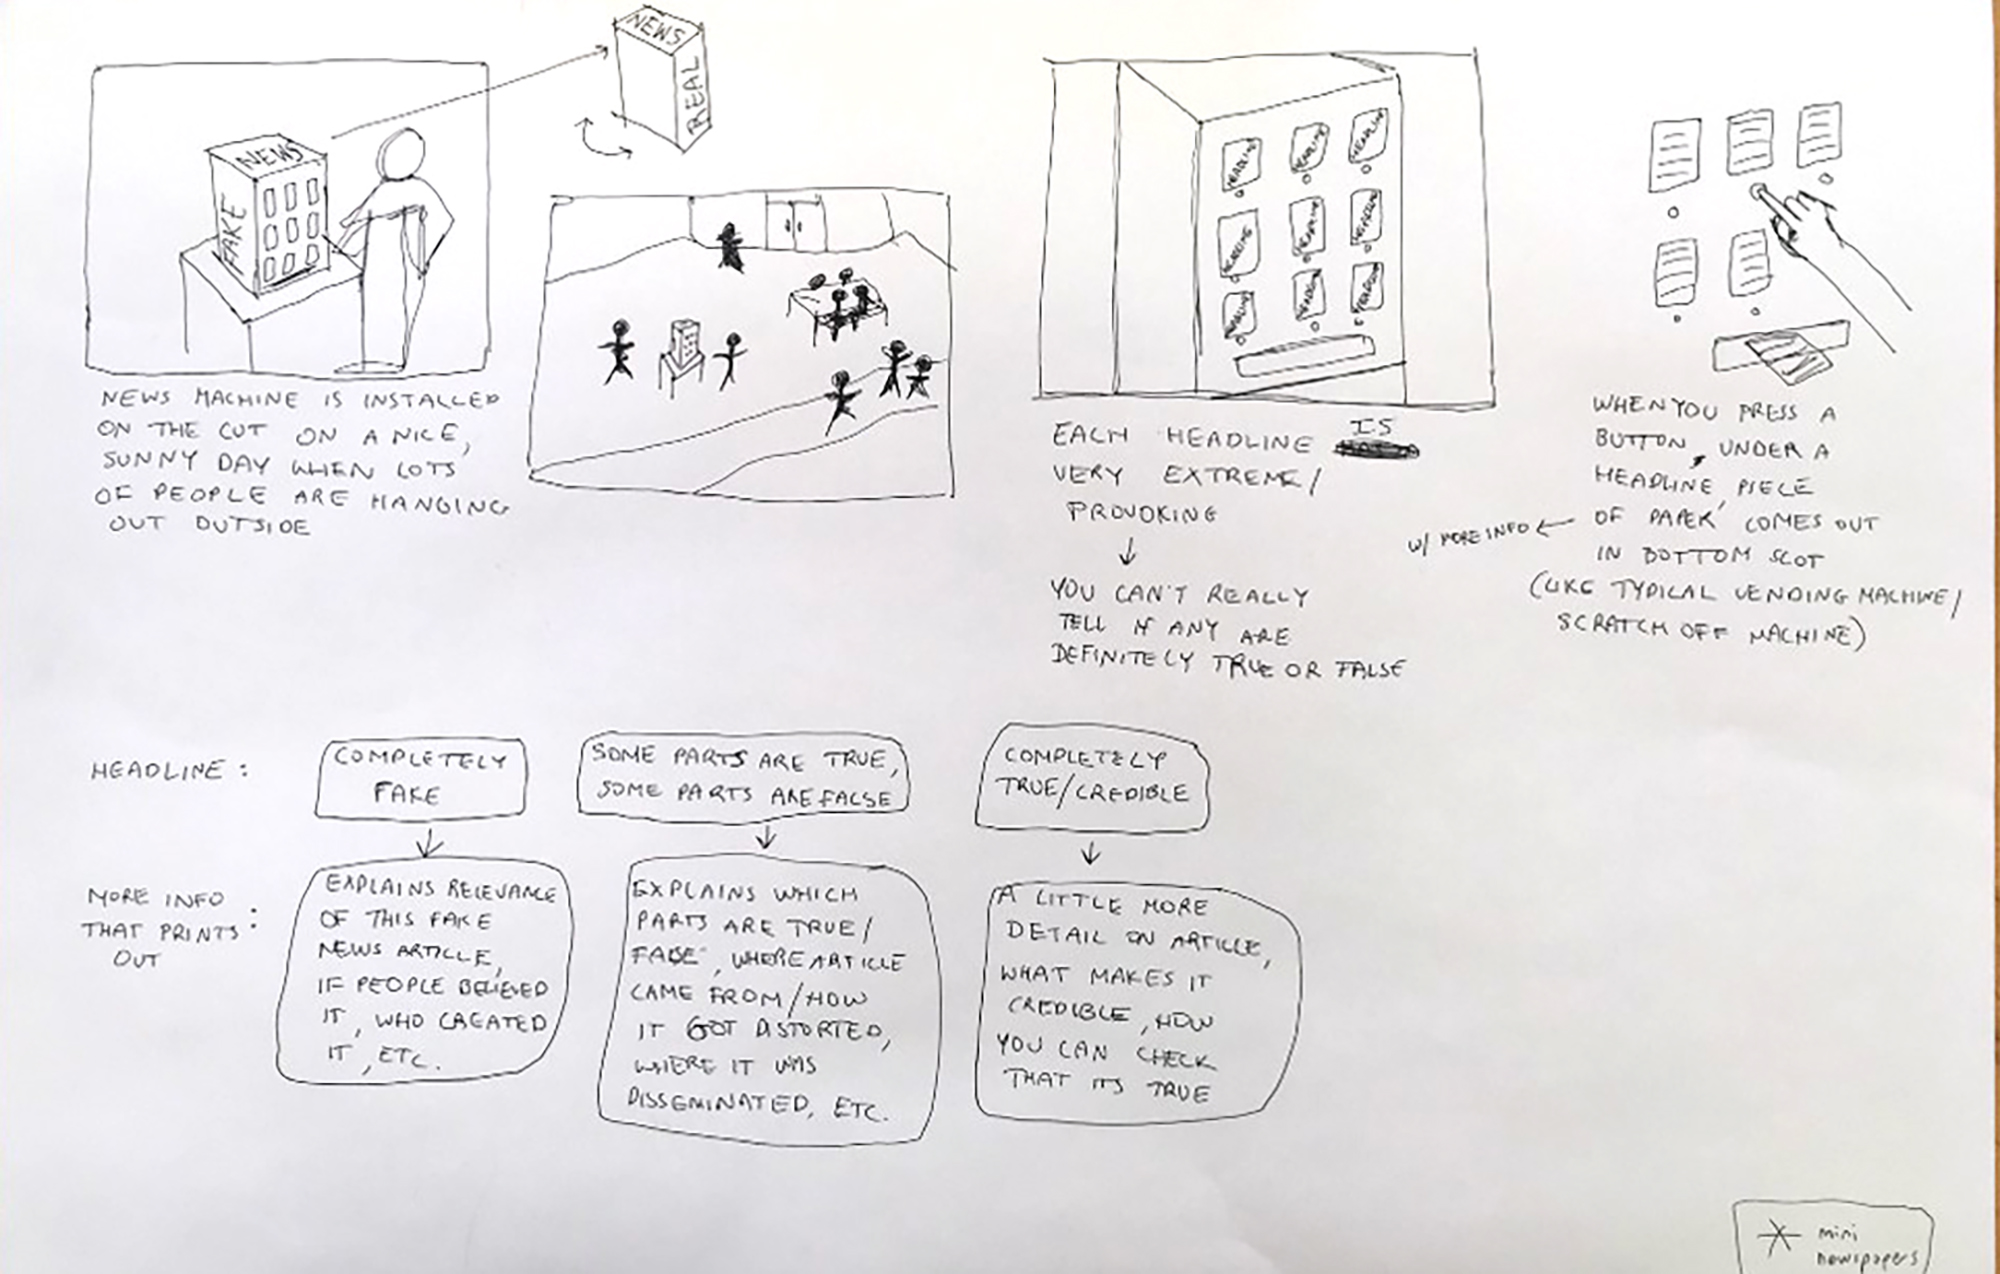 NEWS
REAL
NEWS
FAKE
NEWS MACHINE IS INSTALLED
ON THE CUT ON A NICE,
SUNNY DAY WHEN LOTS
OF PEOPLE ARE HANGING
OUT OUTSIDE
HEADLINE HEADLINE HEADLINE
HEADLINE HEADLINE HEADLINE
HEADLINE HEADLINE HEADLINE
EACH HEADLINE IS
VERY EXTREME/
PROVOKING
YOU CAN'T REALLY
TELL IF ANY ARE
DEFINITELY TRUE OR FALSE
WHEN YOU PRESS A
BUTTON, UNDER A
HEADLINE, PIECE
OF PAPER COMES OUT
W/ MORE INFO
IN BOTTOM SLOT
(LIKE TYPICAL VENDING MACHINE/
SCRATCH OFF MACHINE)
HEADLINE:
COMPLETELY
FAKE
SOME PARTS ARE TRUE,
SOME PARTS ARE FALSE
COMPLETELY
TRUE/CREDIBLE
MORE INFO
THAT PRINTS:
OUT
EXPLAINS RELEVANCE
OF THIS FAKE
NEWS ARTICLE,
IF PEOPLE BELIEVED
IT, WHO CREATED
IT, ETC.
EXPLAINS WHICH
PARTS ARE TRUE/
FALSE, WHERE ARTICLE
CAME FROM/HOW
IT GOT DISTORTED,
WHERE IT WAS
DISSEMINATED, ETC.
A LITTLE MORE
DETAIL ON ARTICLE,
WHAT MAKES IT
CREDIBLE, HOW
YOU CAN CHECK
THAT ITS TRUE
* mini
newspapers